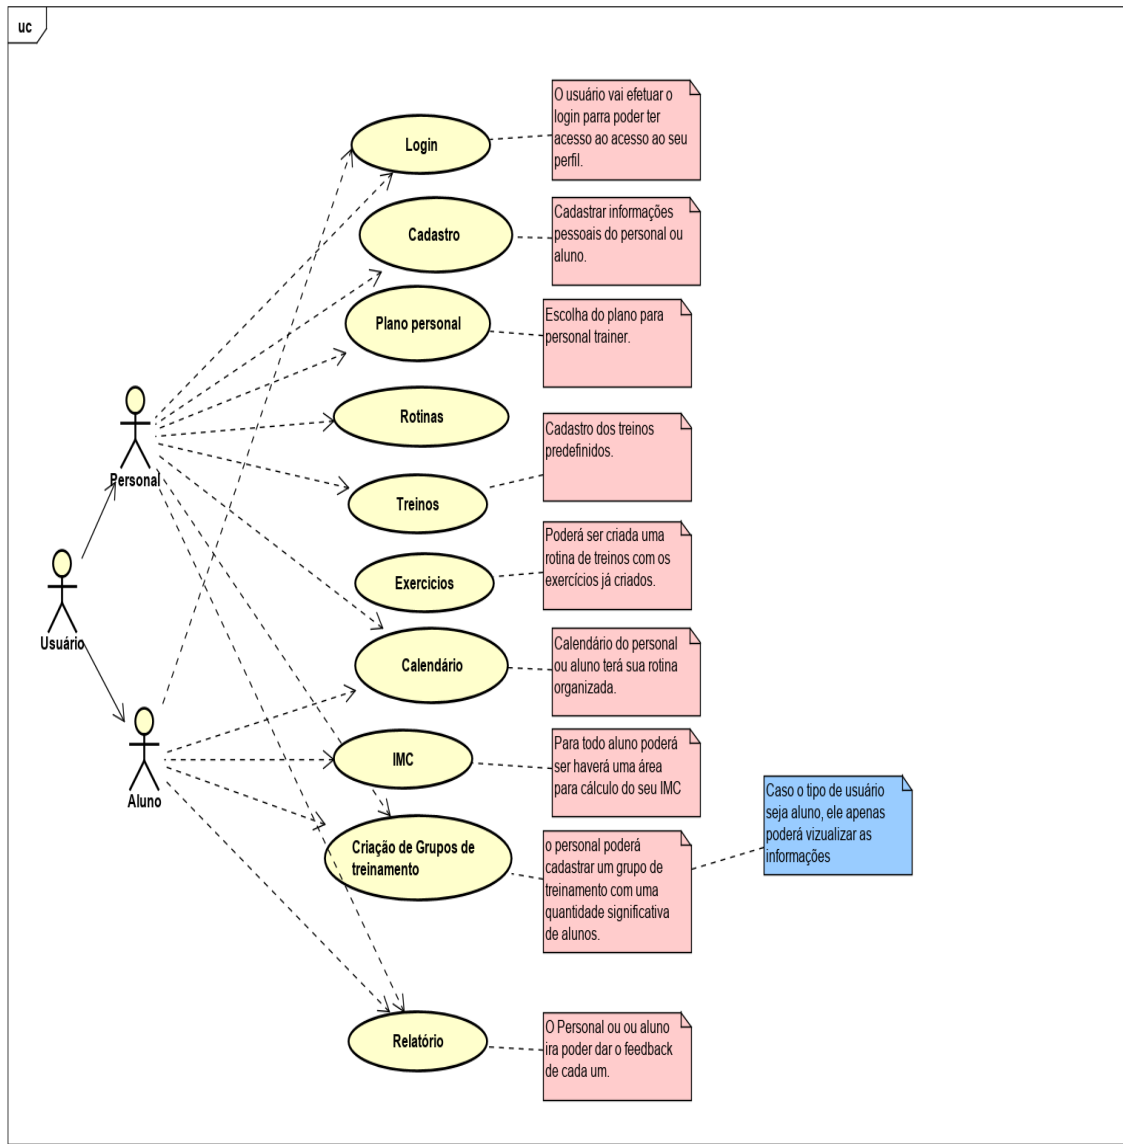 uc
Login
O usuário vai efetuar o
login parra poder ter
acesso ao acesso ao seu
perfil.
Cadastro
Cadastrar informações
pessoais do personal ou
aluno.
Plano personal
Escolha do plano para
personal trainer.
Personal
Rotinas
Cadastro dos treinos
predefinidos.
Treinos
Exercicios
Poderá ser criada uma
rotina de treinos com os
exercícios já criados.
Usuário
Calendário
Calendário do personal
ou aluno terá sua rotina
organizada.
Aluno
IMC
Para todo aluno poderá
ser haverá uma área
para cálculo do seu IMC
Caso o tipo de usuário
seja aluno, ele apenas
poderá vizualizar as
informações
Criação de Grupos de
treinamento
o personal poderá
cadastrar um grupo de
treinamento com uma
quantidade significativa
de alunos.
Relatório
O Personal ou ou aluno
ira poder dar o feedback
de cada um.